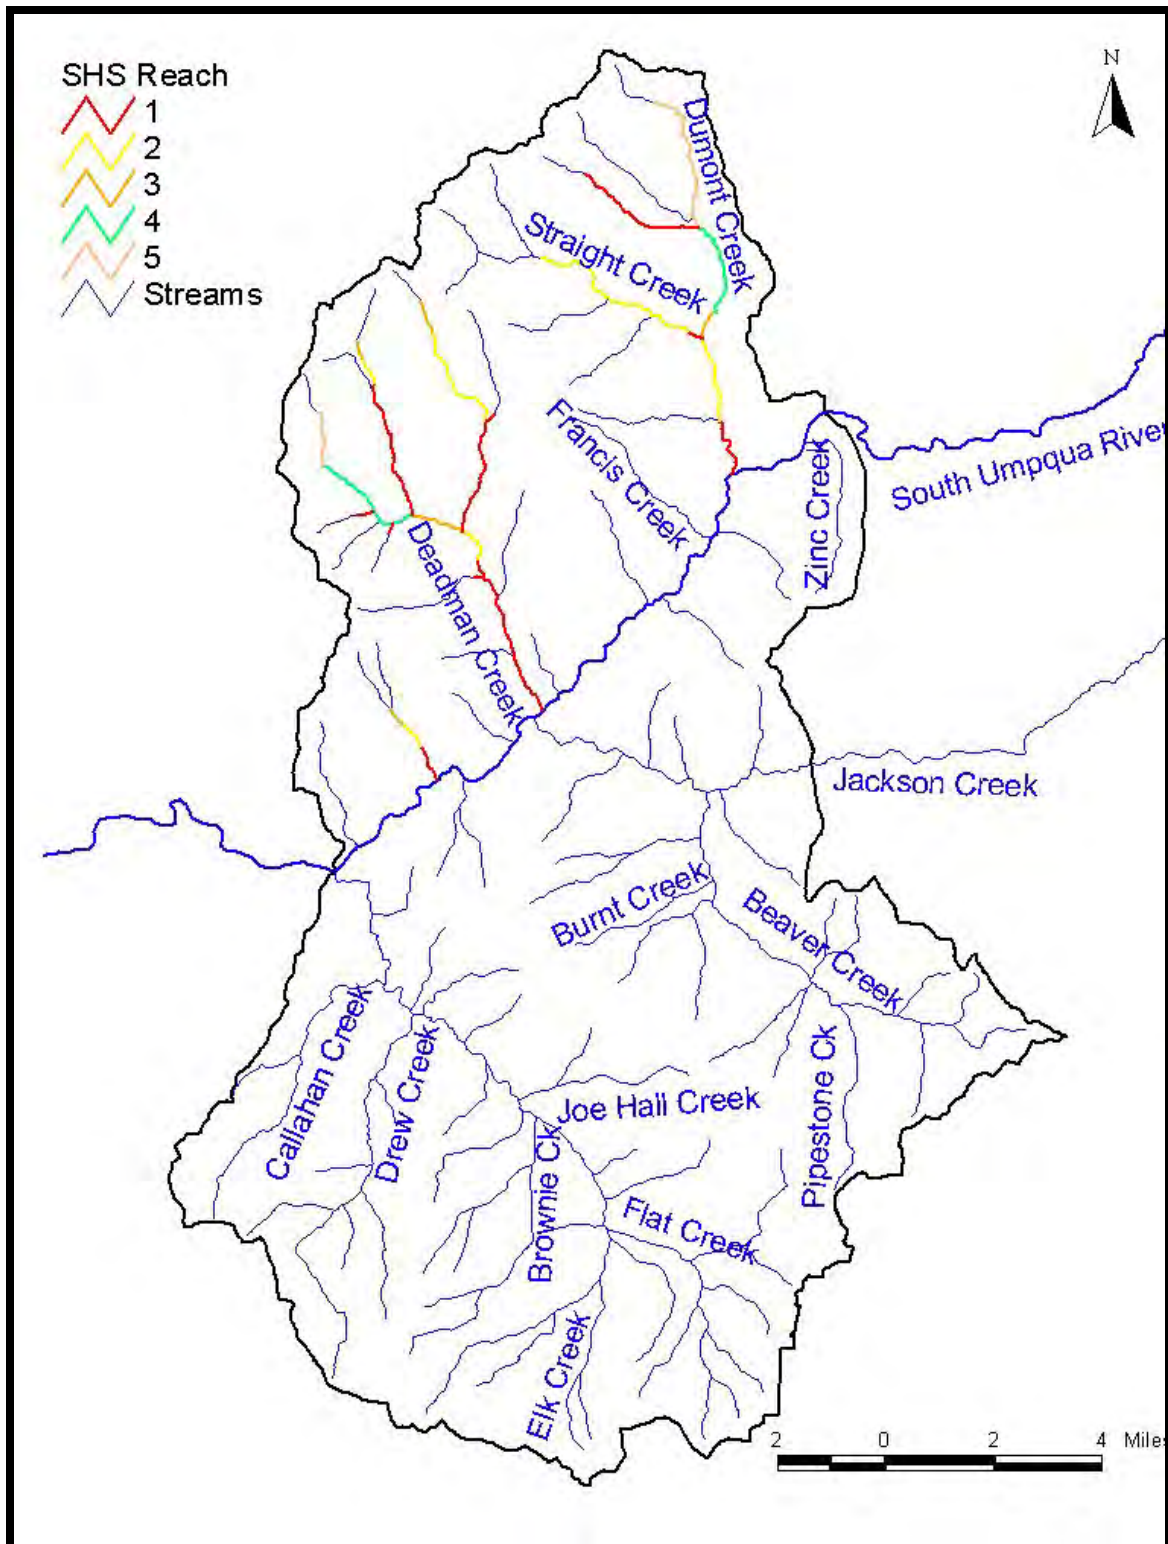 SHS Reach
1
2
3
4
5
Streams
N
Dumont Creek
Straight Creek
Francis Creek
Zinc Creek
South Umpqua River
Deadman Creek
Jackson Creek
Burnt Creek
Beaver Creek
Callahan Creek
Drew Creek
Joe Hall Creek
Pipestone Ck
Brownie Ck
Flat Creek
Elk Creek
2 0 2 4 Miles